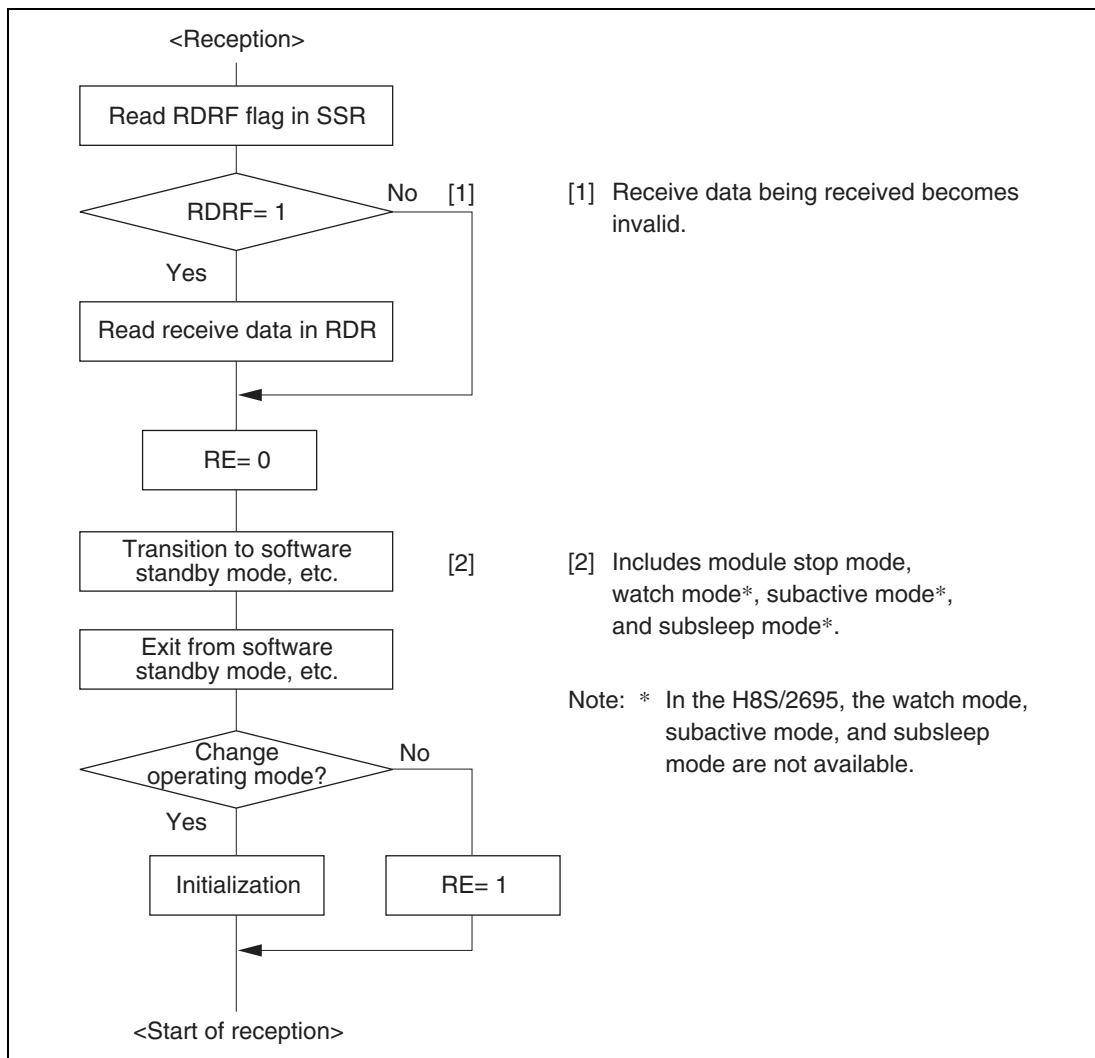 <Reception>
Read RDRF flag in SSR
No [1]
RDRF= 1
[1] Receive data being received becomes
invalid.
Yes
Read receive data in RDR
RE= 0
Transition to software
standby mode, etc.
[2]
[2] Includes module stop mode,
watch mode*, subactive mode*,
and subsleep mode*.
Exit from software
standby mode, etc.
Note: * In the H8S/2695, the watch mode,
subactive mode, and subsleep
mode are not available.
Change
operating mode?
No
Yes
Initialization
RE= 1
<Start of reception>